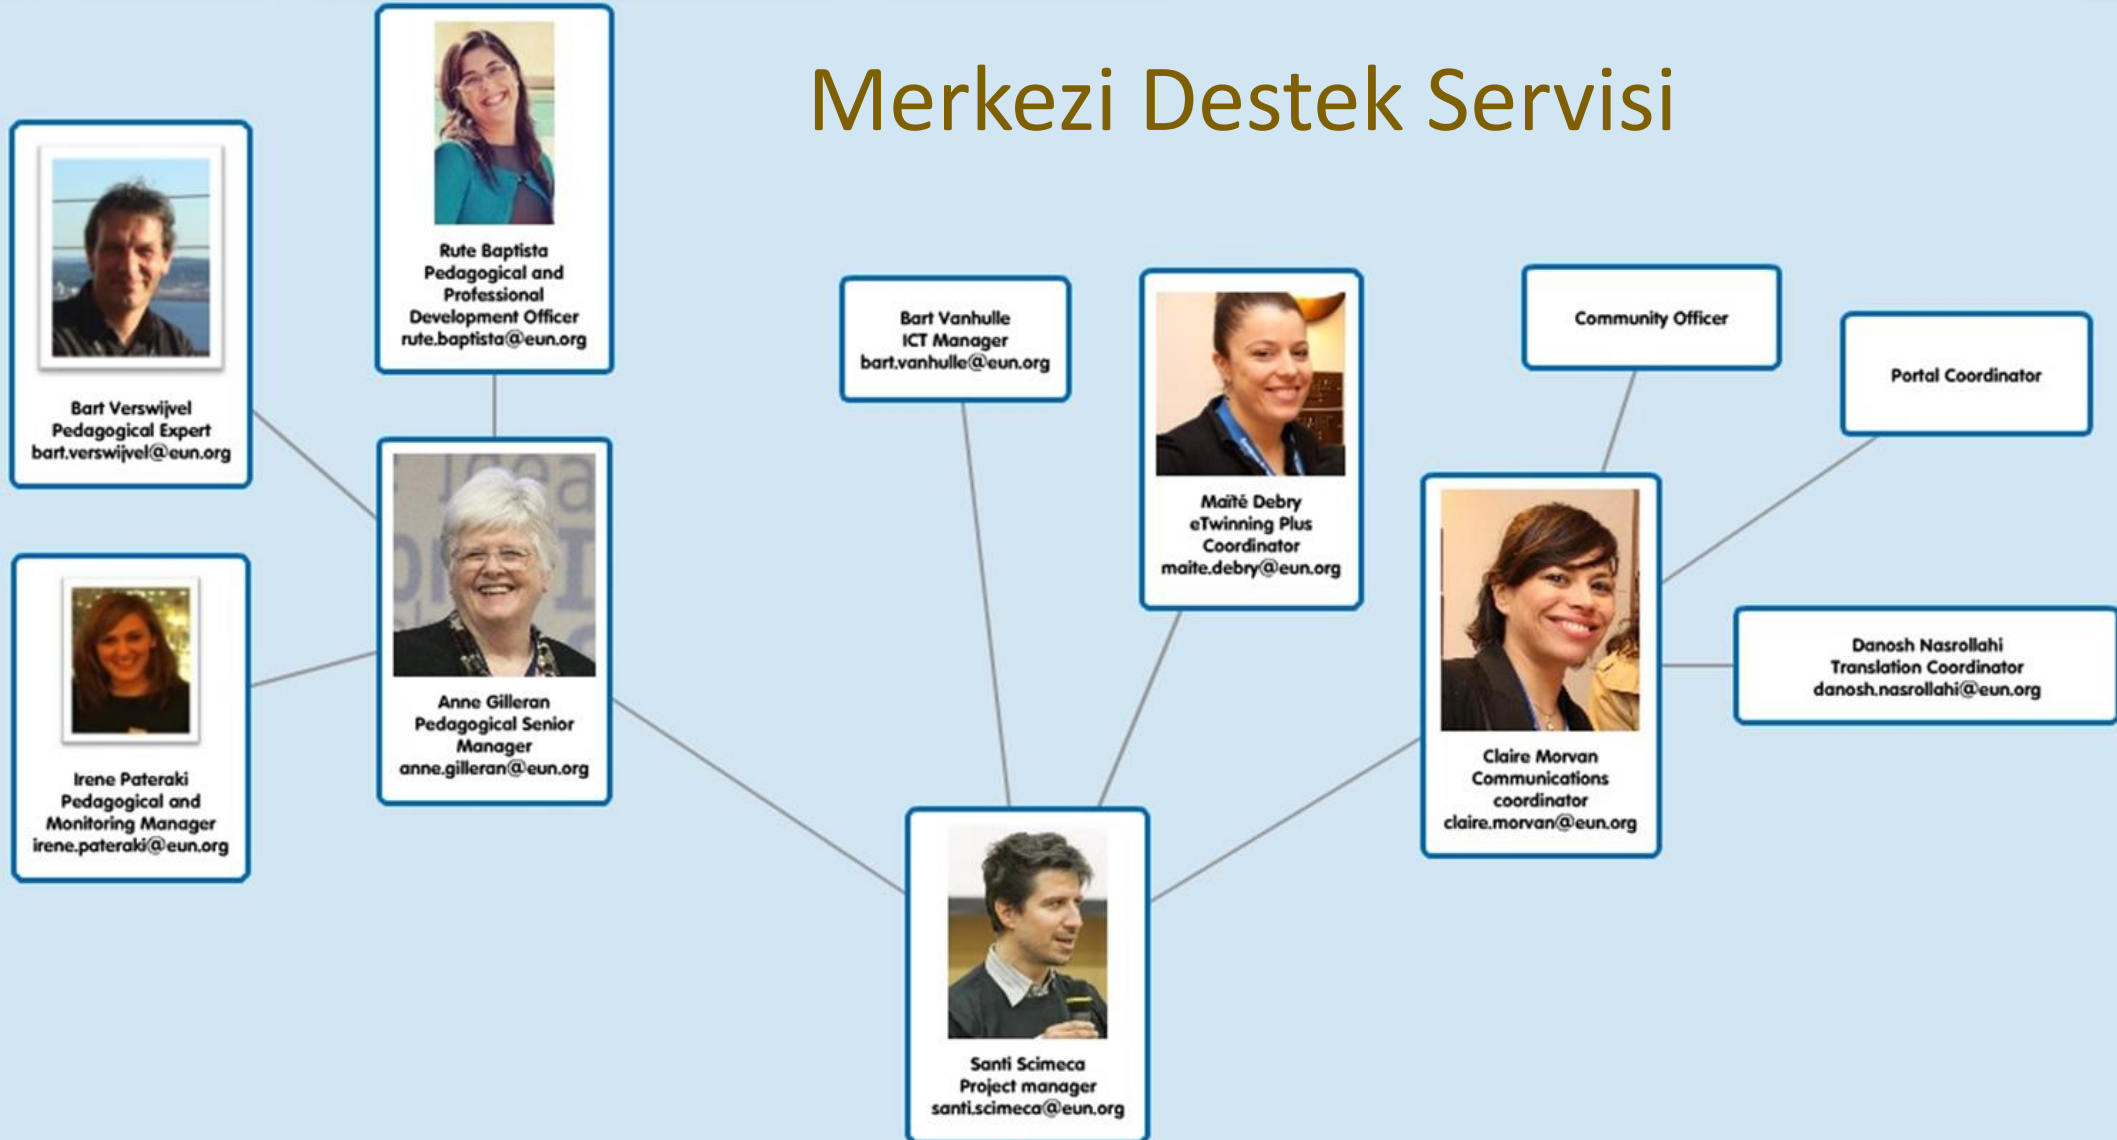 Merkezi Destek Servisi
Rute Baptista
Pedagogical and
Professional
Development Officer
rute.baptista@eun.org
Bart Verswijvel
Pedagogical Expert
bart.verswijvel@eun.org
Bart Vanhulle
ICT Manager
bart.vanhulle@eun.org
Maïté Debry
eTwinning Plus
Coordinator
maite.debry@eun.org
Community Officer
Portal Coordinator
Irene Pateraki
Pedagogical and
Monitoring Manager
irene.pateraki@eun.org
Anne Gilleran
Pedagogical Senior
Manager
anne.gilleran@eun.org
Danosh Nasrollahi
Translation Coordinator
danosh.nasrollahi@eun.org
Claire Morvan
Communications
coordinator
claire.morvan@eun.org
Santi Scimeca
Project manager
santi.scimeca@eun.org